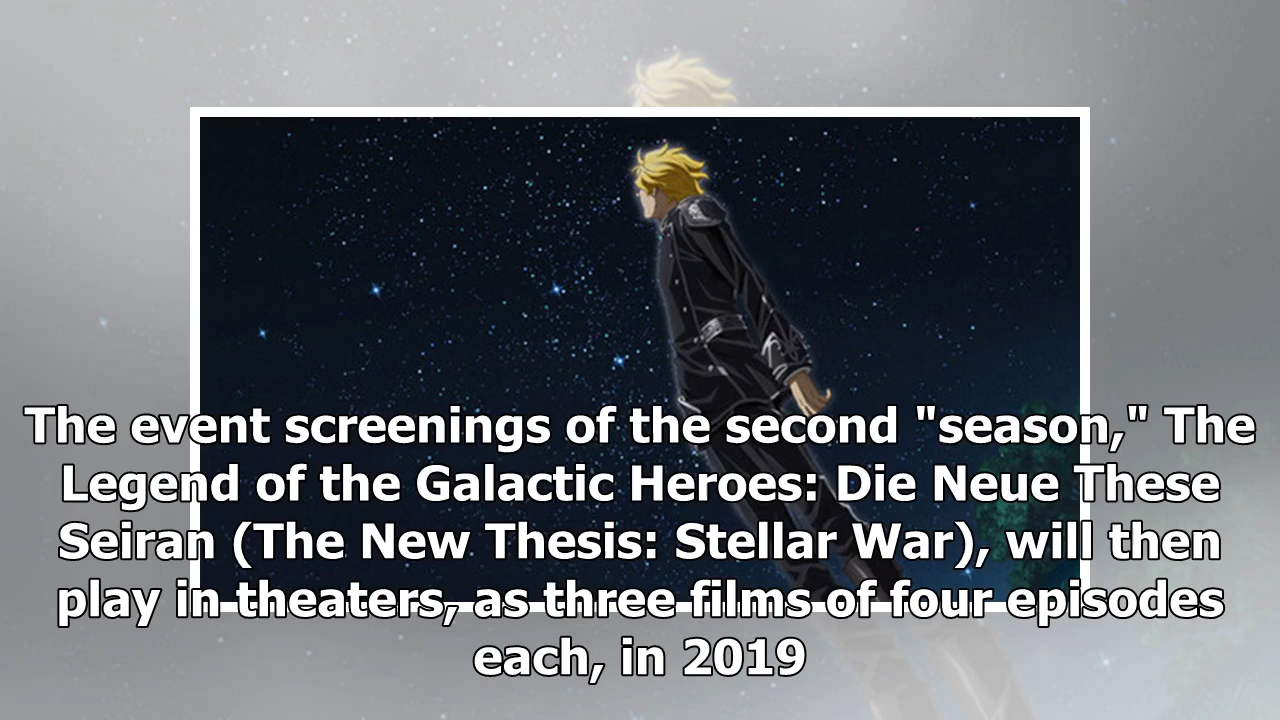 The event screenings of the second "season," The
Legend of the Galactic Heroes: Die Neue These
Seiran (The New Thesis: Stellar War), will then
play in theaters, as three films of four episodes
each, in 2019